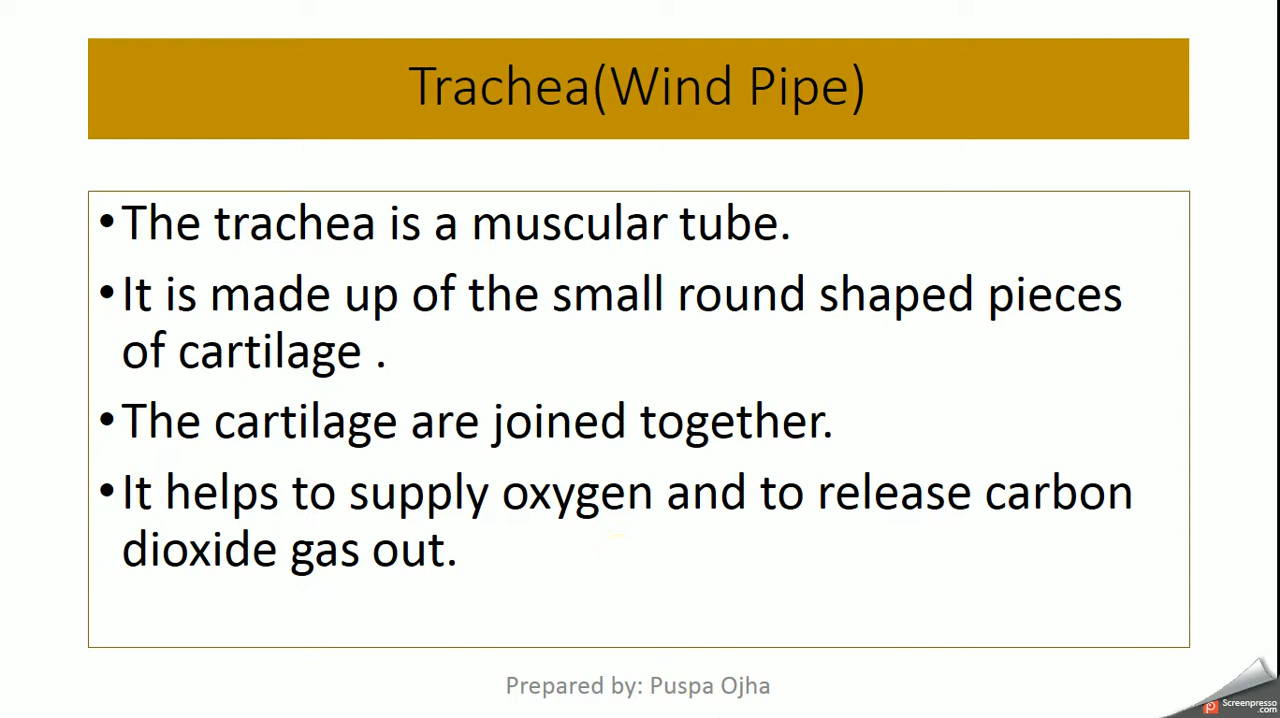 Trachea(Wind Pipe)
•The trachea is a muscular tube.
•It is made up of the small round shaped pieces
of cartilage .
•The cartilage are joined together.
•It helps to supply oxygen and to release carbon
dioxide gas out.
Prepared by: Puspa Ojha
Screenpresso
.com